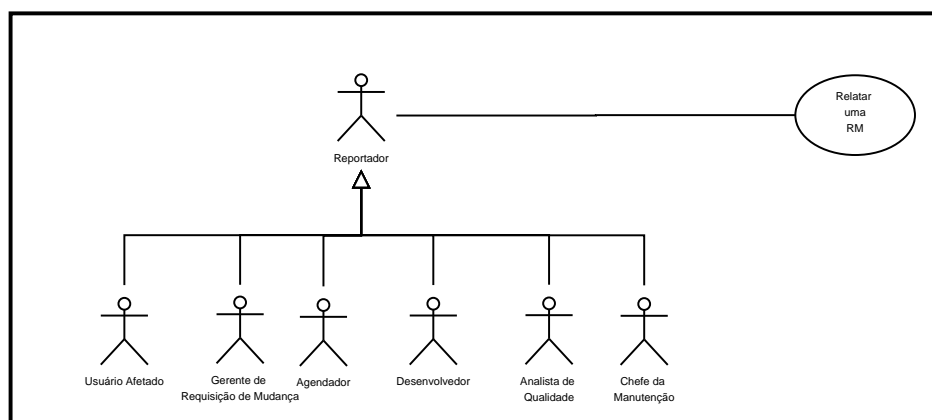 Relatar
uma
RM
Reportador
Usuário Afetado
Gerente de
Requisição de Mudança
Agendador
Desenvolvedor
Analista de
Qualidade
Chefe da
Manutenção